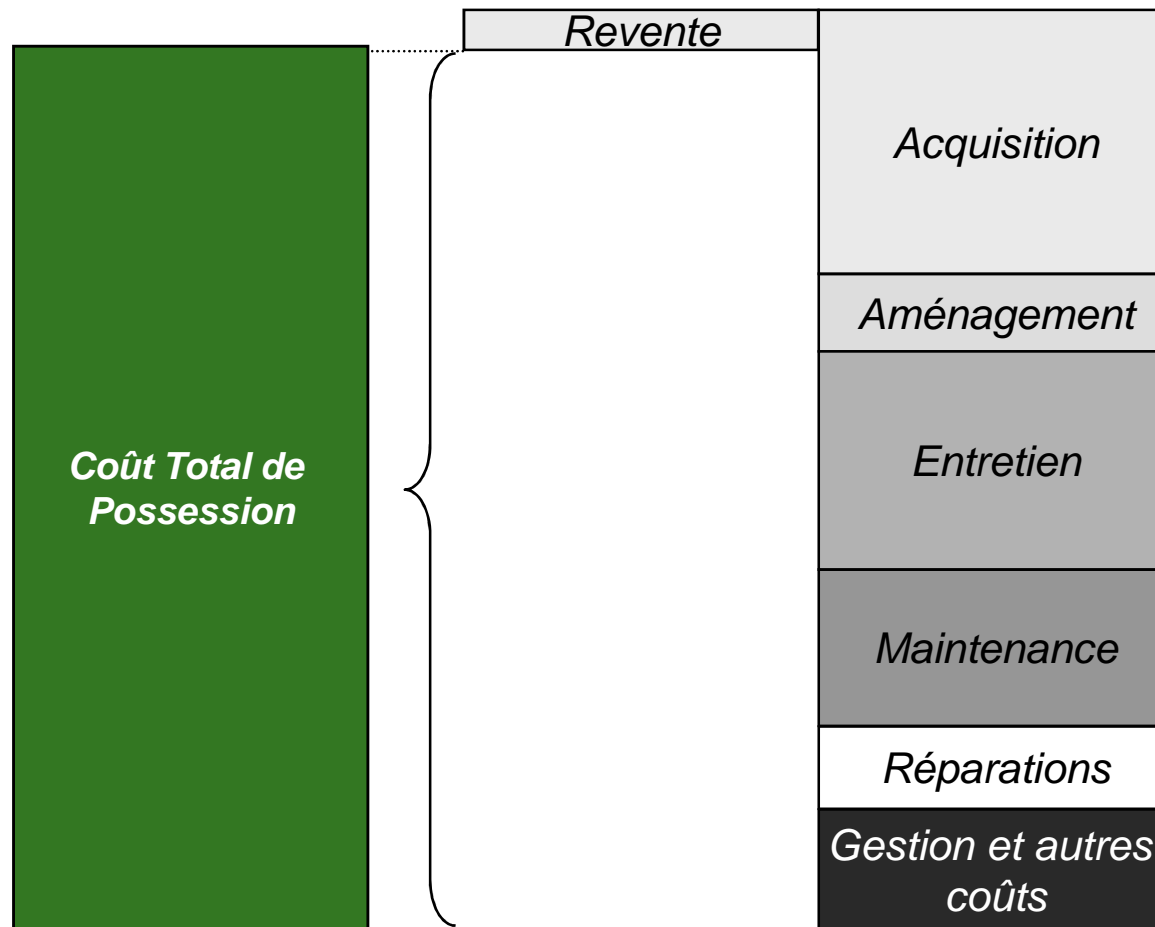 Revente
Acquisition
Aménagement
Coût Total de
Possession
Entretien
Maintenance
Réparations
Gestion et autres
coûts